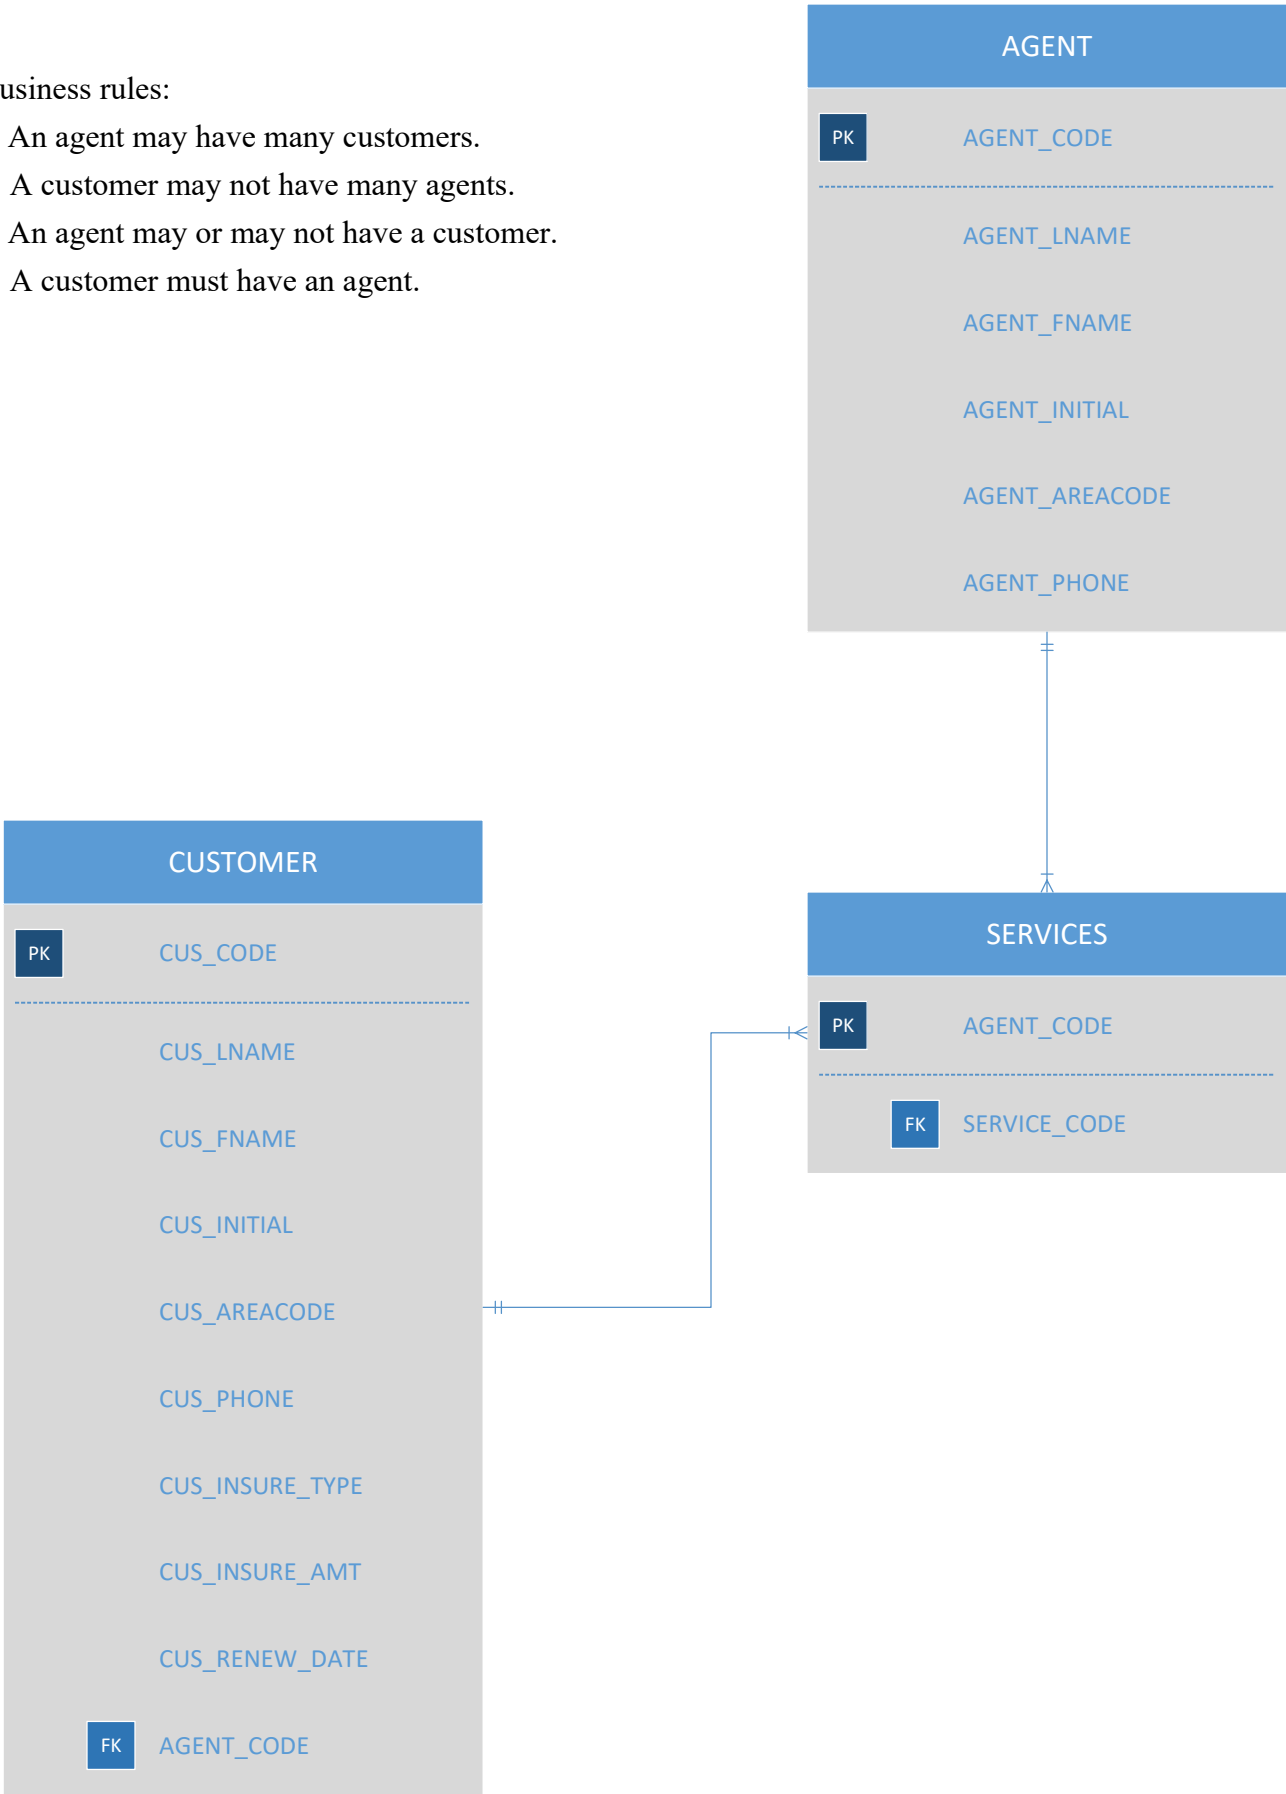 usiness rules:
An agent may have many customers.
A customer may not have many agents.
An agent may or may not have a customer.
A customer must have an agent.
AGENT
PK AGENT_CODE
AGENT_LNAME
AGENT_FNAME
AGENT_INITIAL
AGENT_AREACODE
AGENT_PHONE
CUSTOMER
PK CUS_CODE
CUS_LNAME
CUS_FNAME
CUS_INITIAL
CUS_AREACODE
CUS_PHONE
CUS_INSURE_TYPE
CUS_INSURE_AMT
CUS_RENEW_DATE
FK AGENT_CODE
SERVICES
PK AGENT_CODE
FK SERVICE_CODE